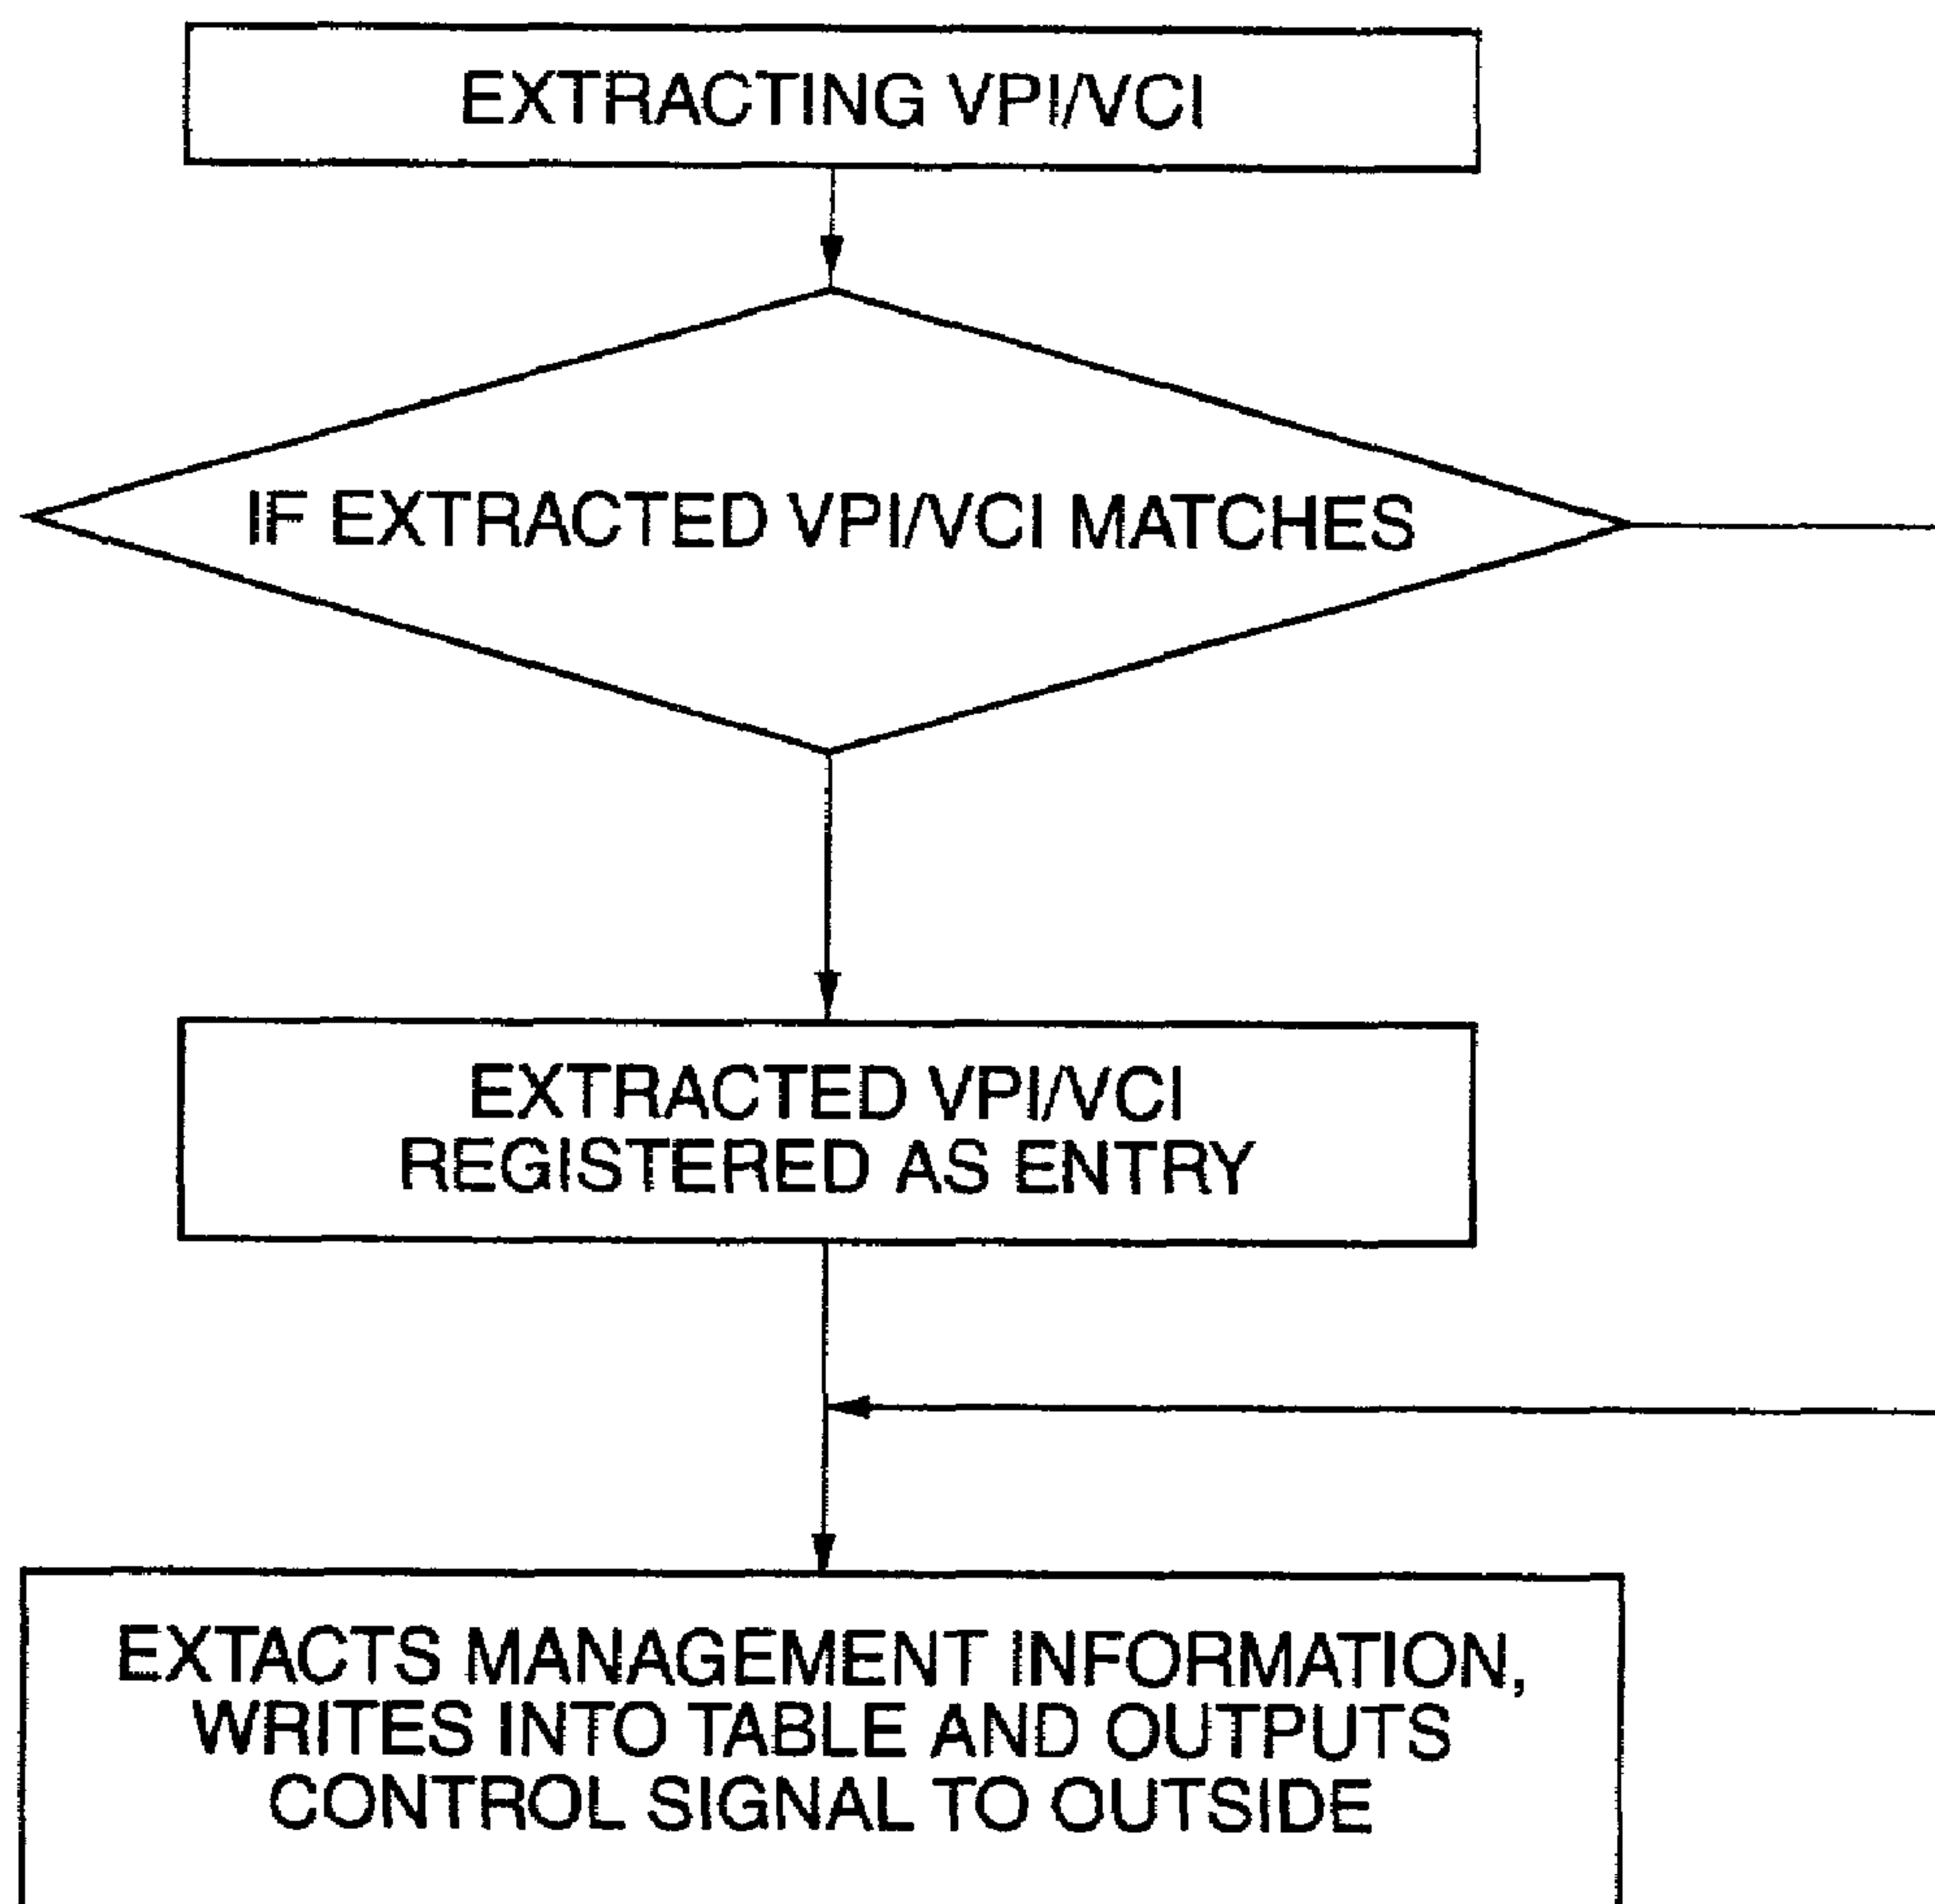 EXTRACTING VPI/VCI
IF EXTRACTED VPI/VCI MATCHES
EXTRACTED VPI/VCI
REGISTERED AS ENTRY
EXTACTS MANAGEMENT INFORMATION,
WRITES INTO TABLE AND OUTPUTS
CONTROL SIGNAL TO OUTSIDE